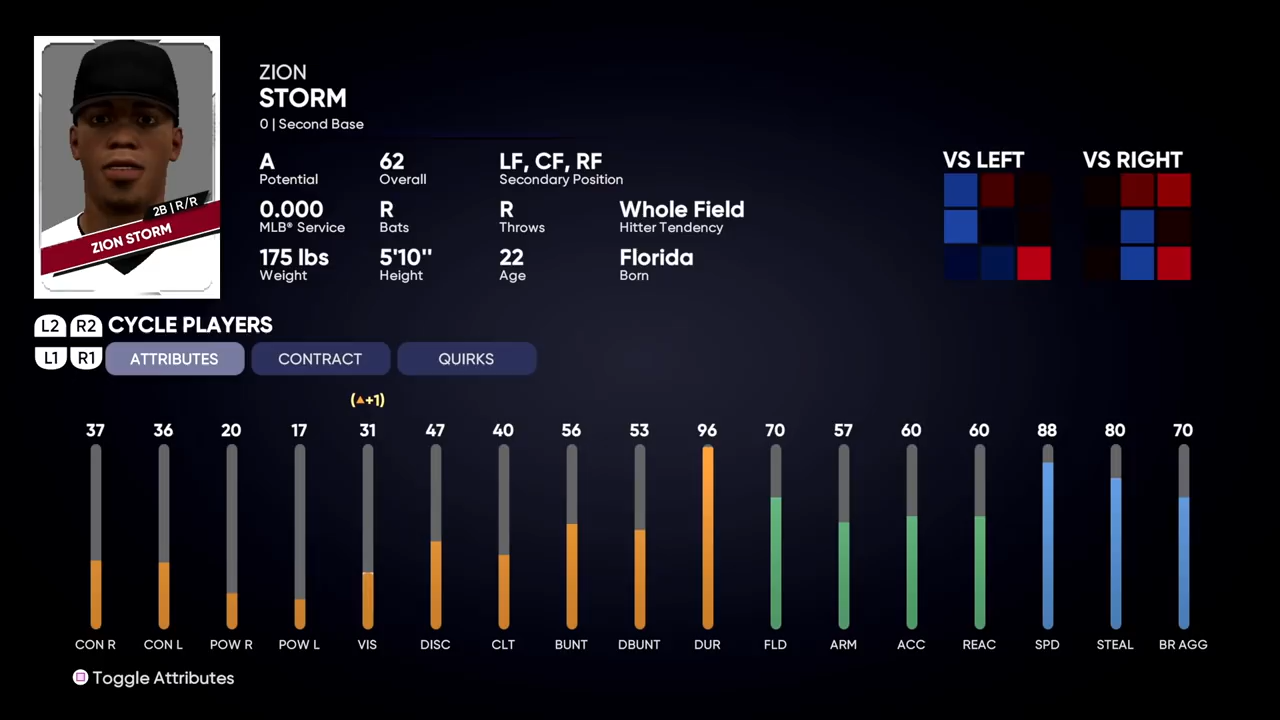 ZION
STORM
0 | Second Base
2B | R/R
ZION STORM
A 62 LF, CF, RF
Potential Overall Secondary Position
0.000 R R Whole Field
MLB® Service Bats Throws Hitter Tendency
175 lbs 5'10'' 22 Florida
Weight Height Age Born
VS LEFT VS RIGHT
L2 R2 CYCLE PLAYERS
L1 R1 ATTRIBUTES CONTRACT QUIRKS
(▲+1)
37 36 20 17 31 47 40 56 53 96 70 57 60 60 88 80 70
CON R CON L POW R POW L VIS DISC CLT BUNT DBUNT DUR FLD ARM ACC REAC SPD STEAL BR AGG
Toggle Attributes